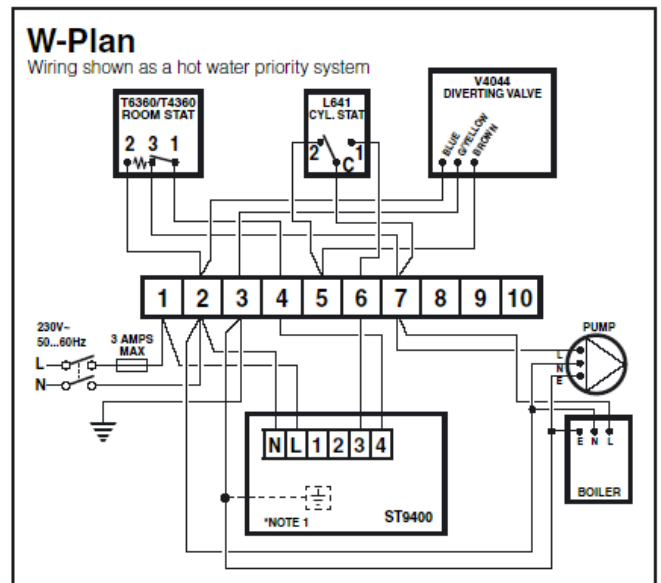 W-Plan
Wiring shown as a hot water priority system
T6360/T4360
ROOM STAT
2 3 1
L641
CYL. STAT
2 C 1
V4044
DIVERTING VALVE
BLUE
G/YELLOW
BROWN
1 2 3 4 5 6 7 8 9 10
230V~
50...60Hz
3 AMPS
MAX
L
N
PUMP
L
N
E
N L 1 2 3 4
E N L
BOILER
*NOTE 1
ST9400